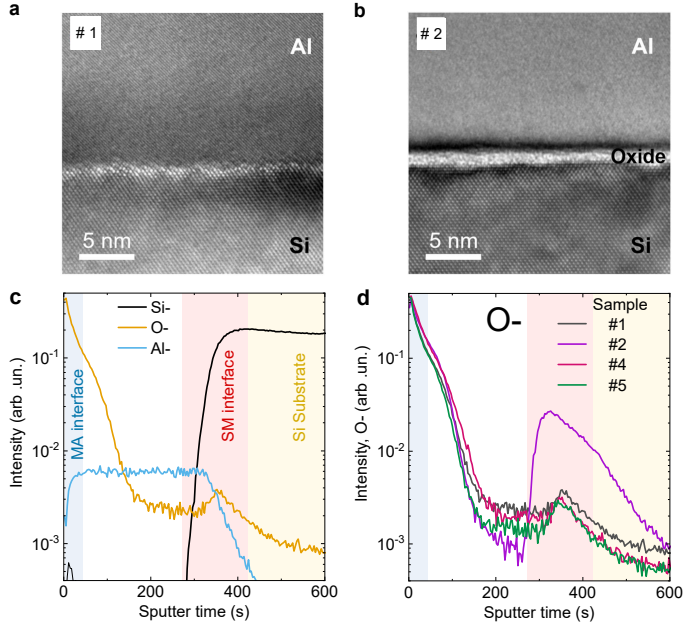 a
# 1
Al
5 nm
Si
b
# 2
Al
Oxide
5 nm
Si
c
Intensity (arb .un.)
10⁻¹
10⁻²
10⁻³
Si-
O-
Al-
MA interface
SM interface
Si Substrate
0
200
400
600
Sputter time (s)
d
Intensity, O- (arb .un.)
10⁻¹
10⁻²
10⁻³
O-
Sample
#1
#2
#4
#5
0
200
400
600
Sputter time (s)